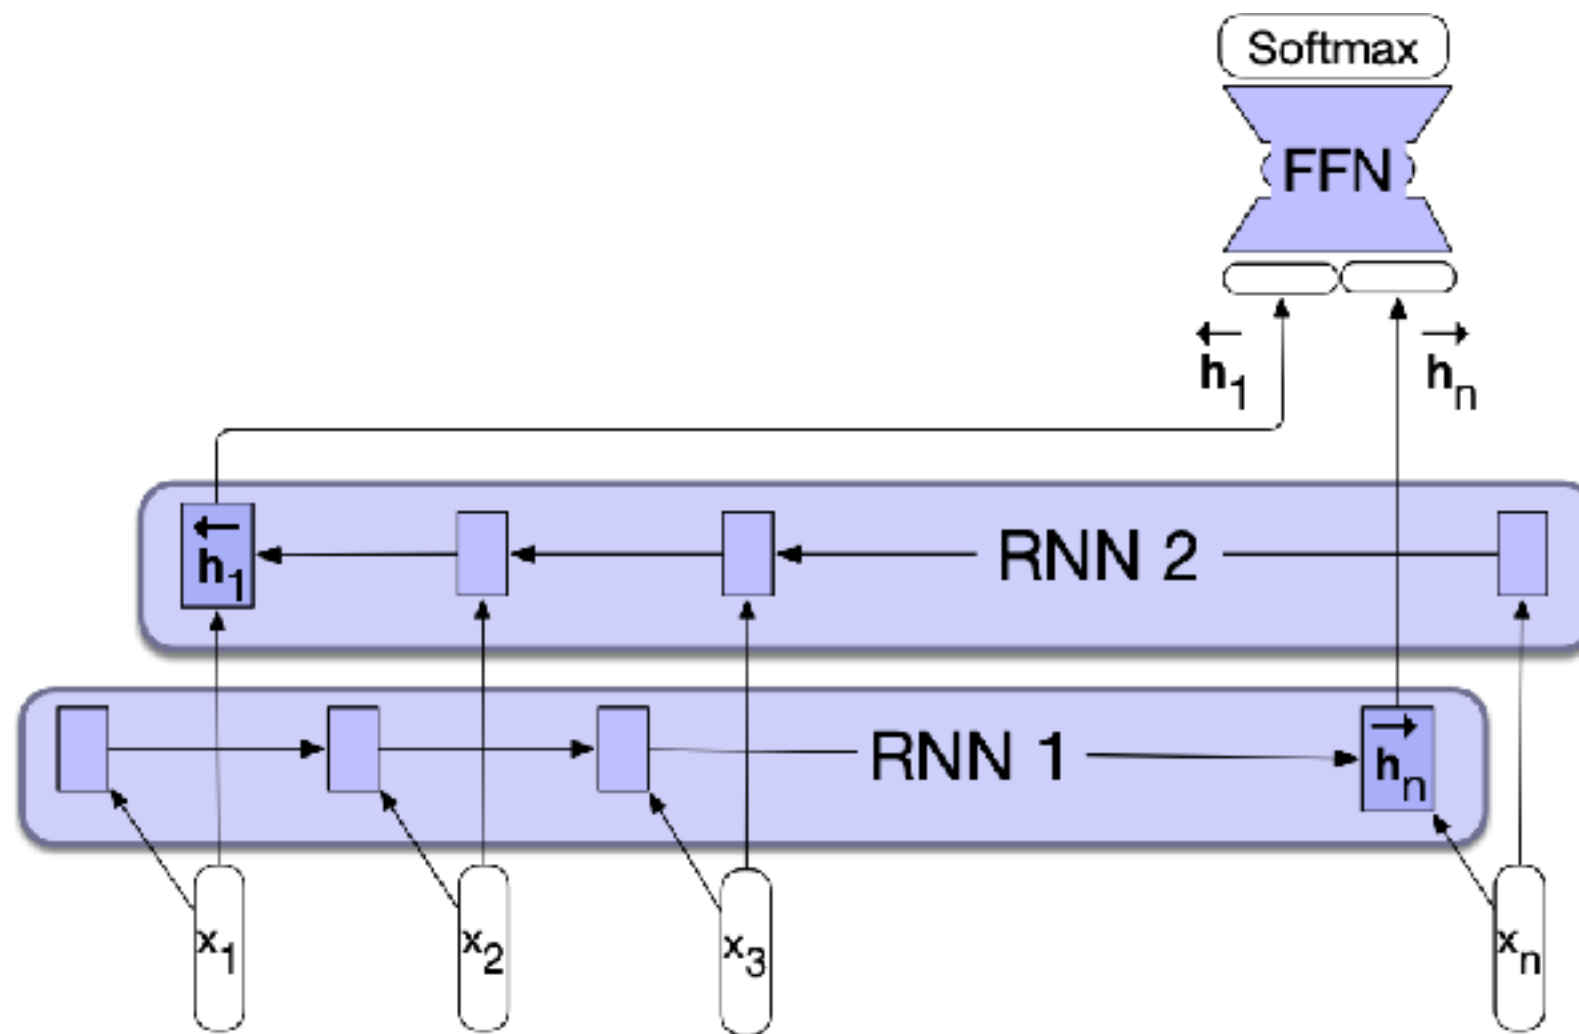 Softmax
FFN
←h₁ →hₙ
←h₁ RNN 2
RNN 1 →hₙ
x₁ x₂ x₃ xₙ